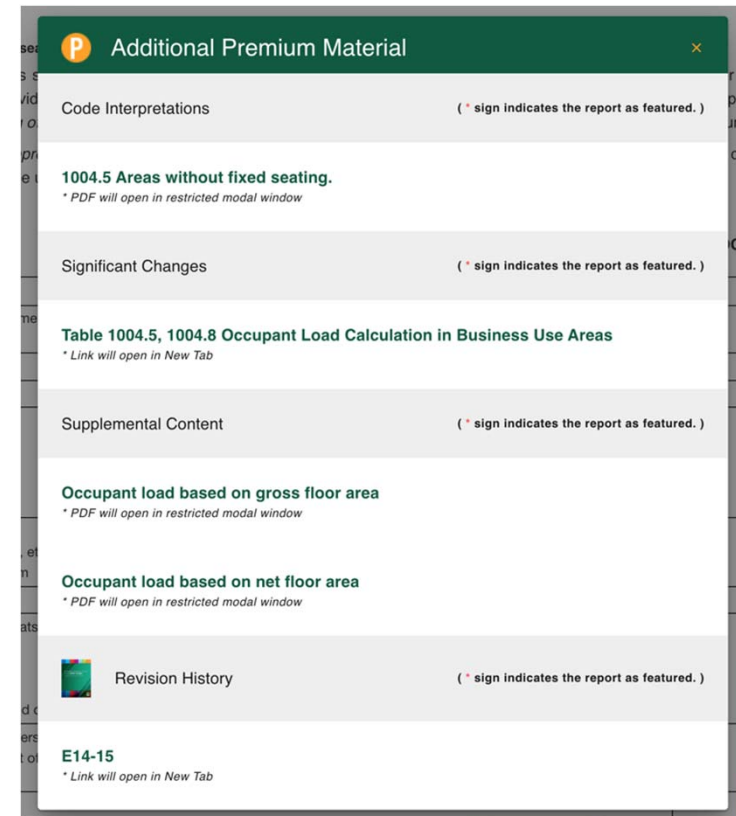 P Additional Premium Material ×
Code Interpretations ( * sign indicates the report as featured. )
1004.5 Areas without fixed seating.
* PDF will open in restricted modal window
Significant Changes ( * sign indicates the report as featured. )
Table 1004.5, 1004.8 Occupant Load Calculation in Business Use Areas
* Link will open in New Tab
Supplemental Content ( * sign indicates the report as featured. )
Occupant load based on gross floor area
* PDF will open in restricted modal window
Occupant load based on net floor area
* PDF will open in restricted modal window
Revision History ( * sign indicates the report as featured. )
E14-15
* Link will open in New Tab